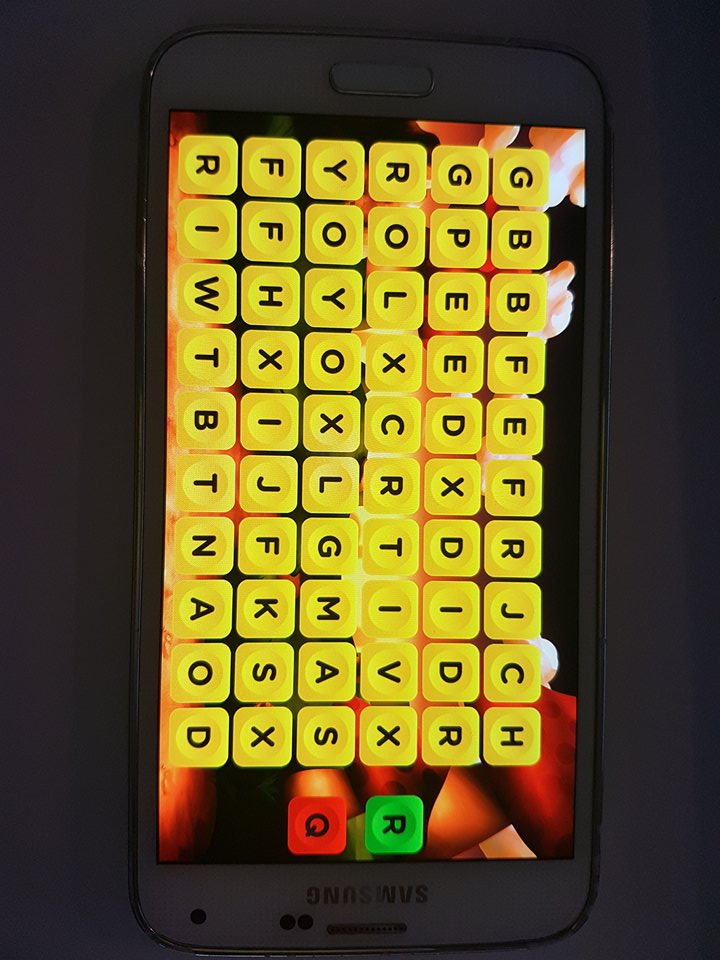 G B B F E F R J C H
G P E E D X D I D R
R O L X C R T I V X R
Y O Y O X L G M A S Q
F F H X I J F K S X
R I W T B T N A O D
SAMSUNG